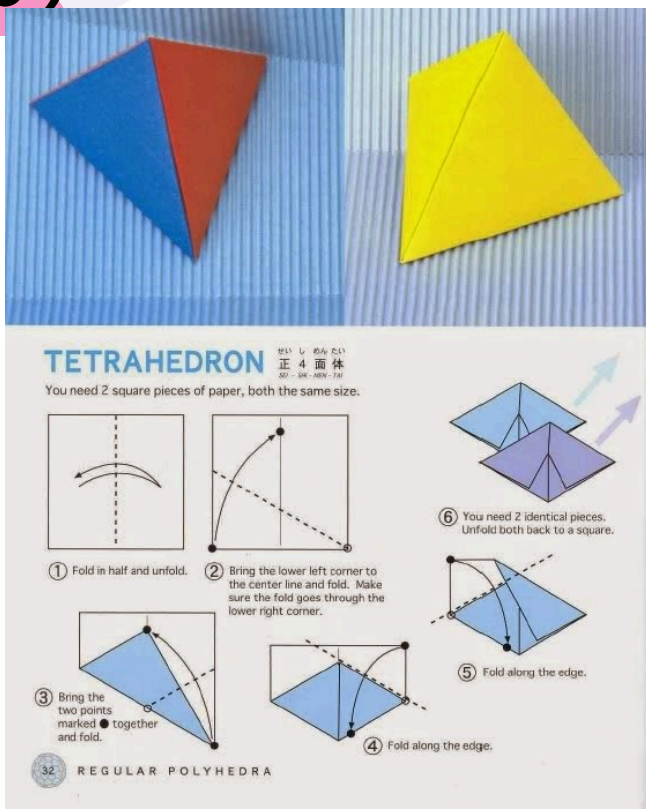 TETRAHEDRON
せい し めん たい
正 4 面 体
SEI - SHI - MEN - TAI
You need 2 square pieces of paper, both the same size.
① Fold in half and unfold.
② Bring the lower left corner to
the center line and fold. Make
sure the fold goes through the
lower right corner.
③ Bring the
two points
marked ● together
and fold.
④ Fold along the edge.
⑤ Fold along the edge.
⑥ You need 2 identical pieces.
Unfold both back to a square.
32 REGULAR POLYHEDRA